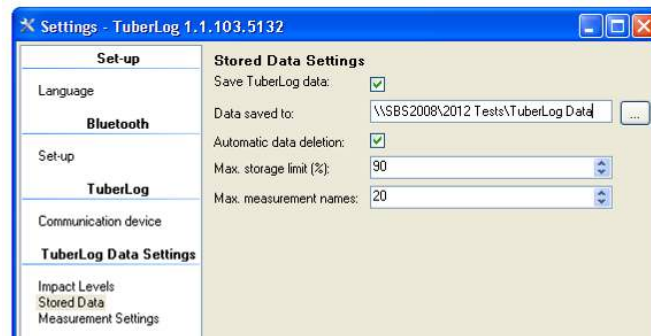 Settings - TuberLog 1.1.103.5132
Set-up
Language
Bluetooth
Set-up
TuberLog
Communication device
TuberLog Data Settings
Impact Levels
Stored Data
Measurement Settings
Stored Data Settings
Save TuberLog data:
Data saved to: \\SBS2008\2012 Tests\TuberLog Data ...
Automatic data deletion:
Max. storage limit (%): 90
Max. measurement names: 20